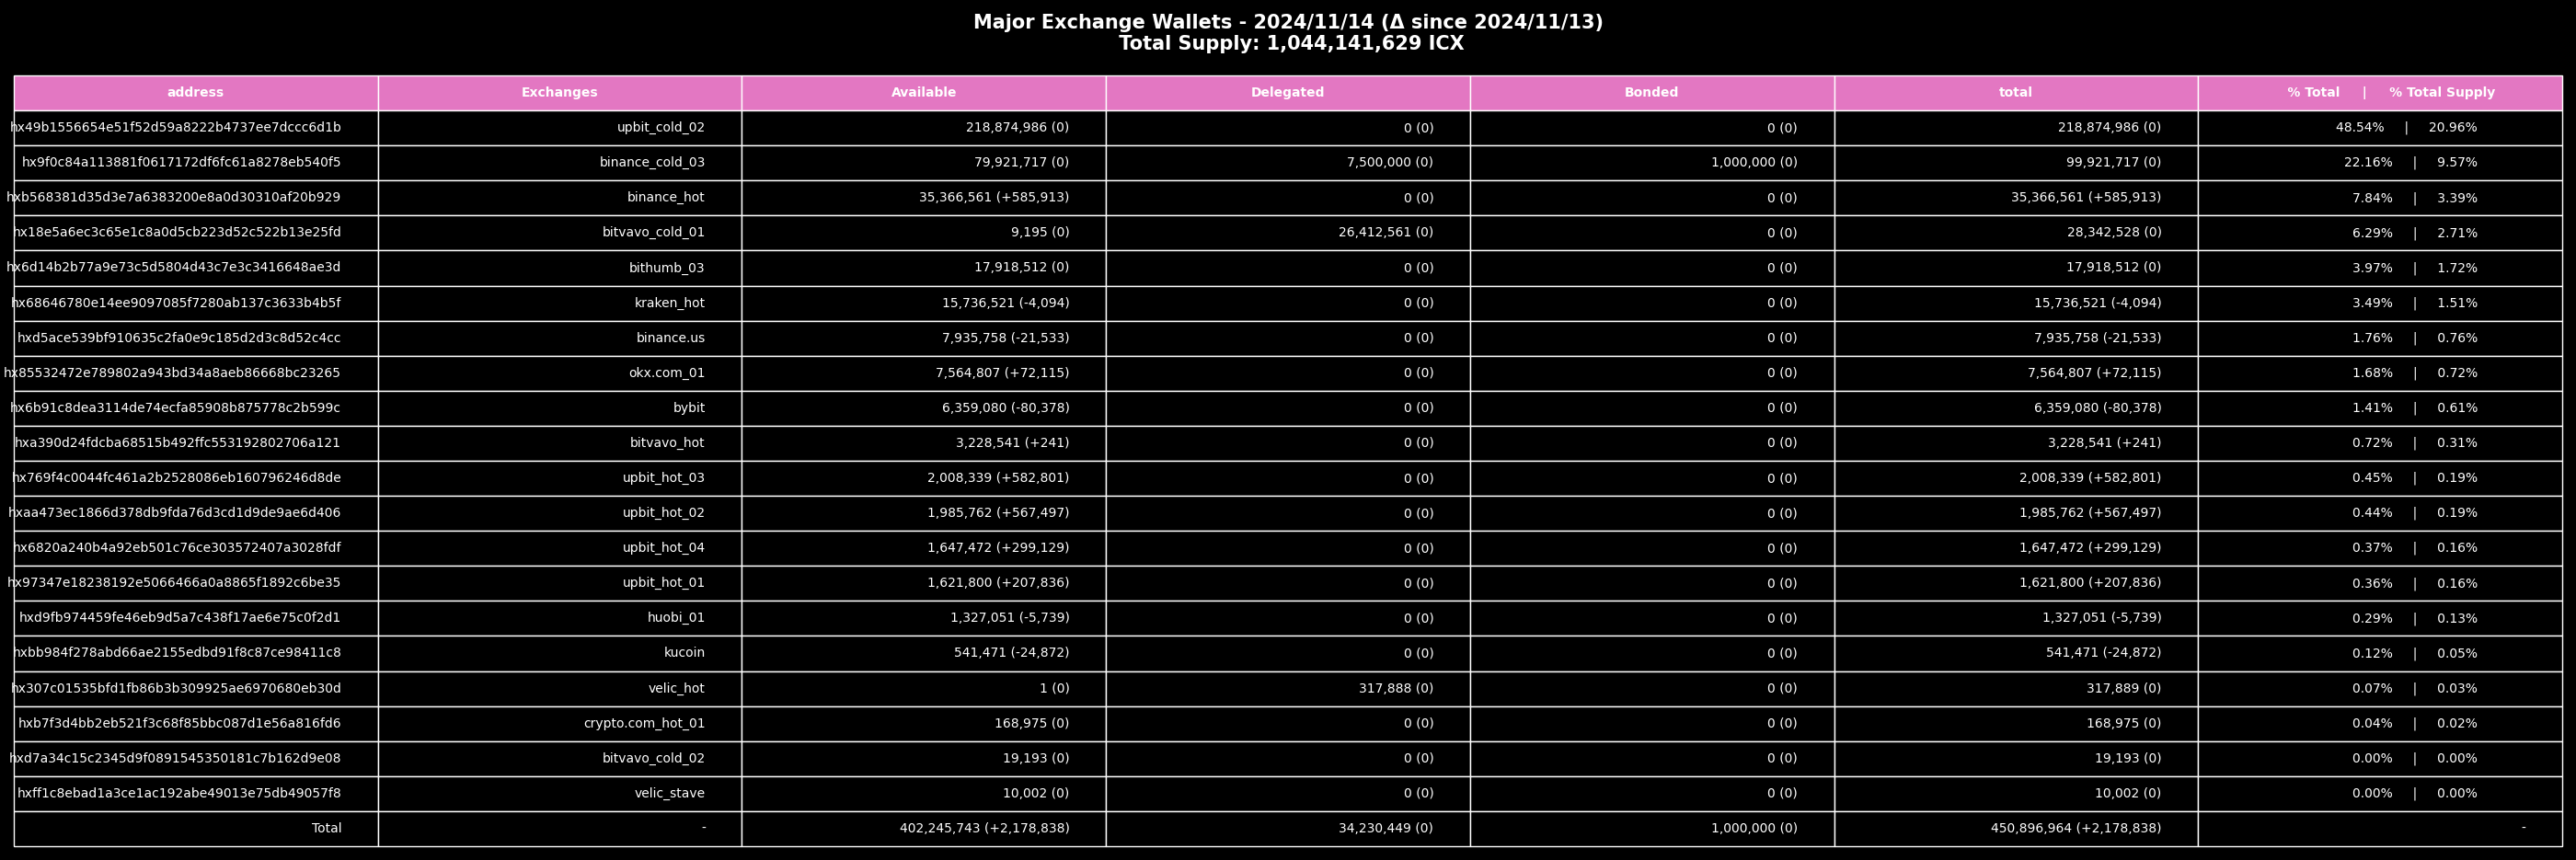 Major Exchange Wallets - 2024/11/14 (Δ since 2024/11/13)
Total Supply: 1,044,141,629 ICX
address Exchanges Available Delegated Bonded total % Total | % Total Supply
hx49b1556654e51f52d59a8222b4737ee7dccc6d1b upbit_cold_02 218,874,986 (0) 0 (0) 0 (0) 218,874,986 (0) 48.54% | 20.96%
hx9f0c84a113881f0617172df6fc61a8278eb540f5 binance_cold_03 79,921,717 (0) 7,500,000 (0) 1,000,000 (0) 99,921,717 (0) 22.16% | 9.57%
hxb568381d35d3e7a6383200e8a0d30310af20b929 binance_hot 35,366,561 (+585,913) 0 (0) 0 (0) 35,366,561 (+585,913) 7.84% | 3.39%
hx18e5a6ec3c65e1c8a0d5cb223d52c522b13e25fd bitvavo_cold_01 9,195 (0) 26,412,561 (0) 0 (0) 28,342,528 (0) 6.29% | 2.71%
hx6d14b2b77a9e73c5d5804d43c7e3c3416648ae3d bithumb_03 17,918,512 (0) 0 (0) 0 (0) 17,918,512 (0) 3.97% | 1.72%
hx68646780e14ee9097085f7280ab137c3633b4b5f kraken_hot 15,736,521 (-4,094) 0 (0) 0 (0) 15,736,521 (-4,094) 3.49% | 1.51%
hxd5ace539bf910635c2fa0e9c185d2d3c8d52c4cc binance.us 7,935,758 (-21,533) 0 (0) 0 (0) 7,935,758 (-21,533) 1.76% | 0.76%
hx85532472e789802a943bd34a8aeb86668bc23265 okx.com_01 7,564,807 (+72,115) 0 (0) 0 (0) 7,564,807 (+72,115) 1.68% | 0.72%
hx6b91c8dea3114de74ecfa85908b875778c2b599c bybit 6,359,080 (-80,378) 0 (0) 0 (0) 6,359,080 (-80,378) 1.41% | 0.61%
hxa390d24fdcba68515b492ffc553192802706a121 bitvavo_hot 3,228,541 (+241) 0 (0) 0 (0) 3,228,541 (+241) 0.72% | 0.31%
hx769f4c0044fc461a2b2528086eb160796246d8de upbit_hot_03 2,008,339 (+582,801) 0 (0) 0 (0) 2,008,339 (+582,801) 0.45% | 0.19%
hxaa473ec1866d378db9fda76d3cd1d9de9ae6d406 upbit_hot_02 1,985,762 (+567,497) 0 (0) 0 (0) 1,985,762 (+567,497) 0.44% | 0.19%
hx6820a240b4a92eb501c76ce303572407a3028fdf upbit_hot_04 1,647,472 (+299,129) 0 (0) 0 (0) 1,647,472 (+299,129) 0.37% | 0.16%
hx97347e18238192e5066466a0a8865f1892c6be35 upbit_hot_01 1,621,800 (+207,836) 0 (0) 0 (0) 1,621,800 (+207,836) 0.36% | 0.16%
hxd9fb974459fe46eb9d5a7c438f17ae6e75c0f2d1 huobi_01 1,327,051 (-5,739) 0 (0) 0 (0) 1,327,051 (-5,739) 0.29% | 0.13%
hxbb984f278abd66ae2155edbd91f8c87ce98411c8 kucoin 541,471 (-24,872) 0 (0) 0 (0) 541,471 (-24,872) 0.12% | 0.05%
hx307c01535bfd1fb86b3b309925ae6970680eb30d velic_hot 1 (0) 317,888 (0) 0 (0) 317,889 (0) 0.07% | 0.03%
hxb7f3d4bb2eb521f3c68f85bbc087d1e56a816fd6 crypto.com_hot_01 168,975 (0) 0 (0) 0 (0) 168,975 (0) 0.04% | 0.02%
hxd7a34c15c2345d9f0891545350181c7b162d9e08 bitvavo_cold_02 19,193 (0) 0 (0) 0 (0) 19,193 (0) 0.00% | 0.00%
hxff1c8ebad1a3ce1ac192abe49013e75db49057f8 velic_stave 10,002 (0) 0 (0) 0 (0) 10,002 (0) 0.00% | 0.00%
Total - 402,245,743 (+2,178,838) 34,230,449 (0) 1,000,000 (0) 450,896,964 (+2,178,838) -